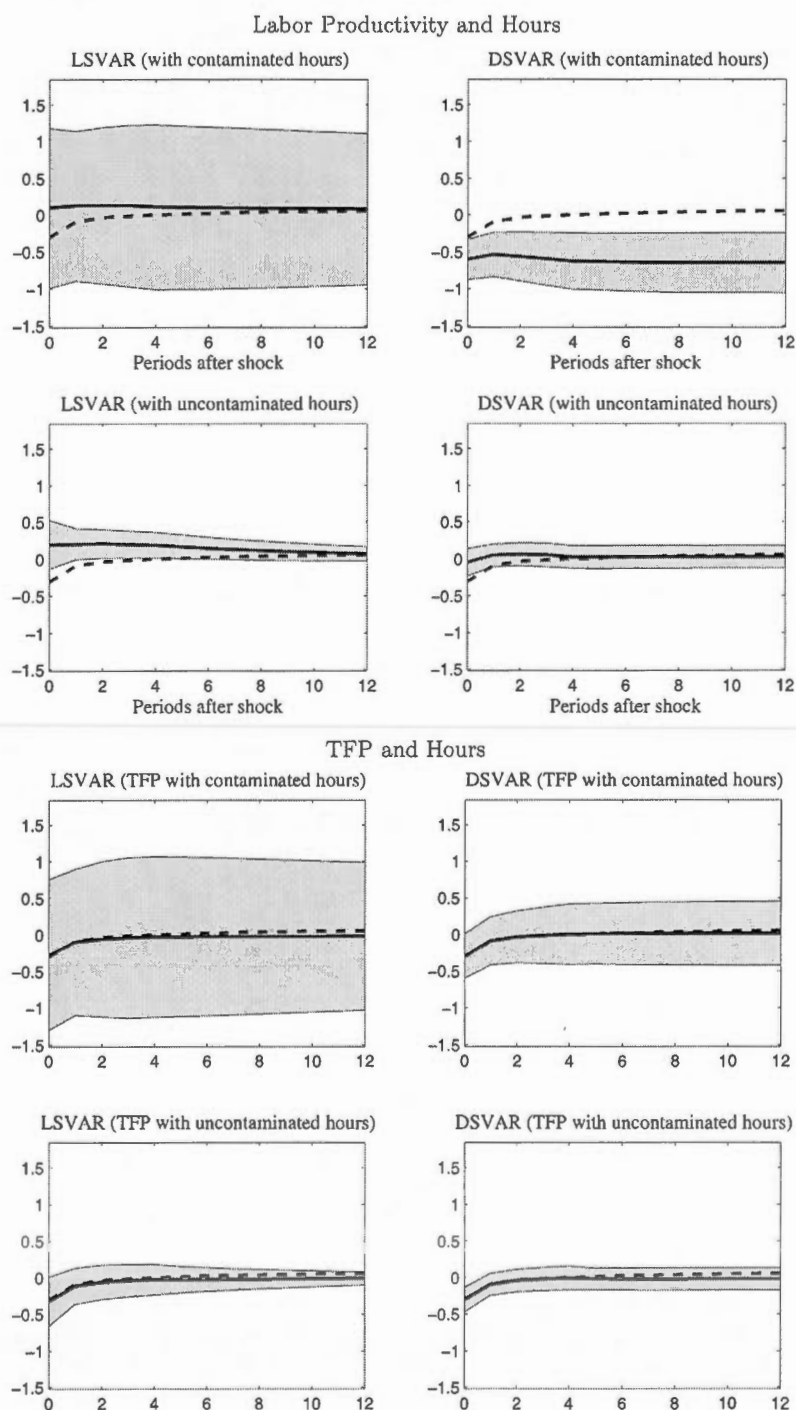 Labor Productivity and Hours
LSVAR (with contaminated hours)
DSVAR (with contaminated hours)
1.5
1
0.5
0
−0.5
−1
−1.5
0 2 4 6 8 10 12
Periods after shock
1.5
1
0.5
0
−0.5
−1
−1.5
0 2 4 6 8 10 12
Periods after shock
LSVAR (with uncontaminated hours)
DSVAR (with uncontaminated hours)
1.5
1
0.5
0
−0.5
−1
−1.5
0 2 4 6 8 10 12
Periods after shock
1.5
1
0.5
0
−0.5
−1
−1.5
0 2 4 6 8 10 12
Periods after shock
TFP and Hours
LSVAR (TFP with contaminated hours)
DSVAR (TFP with contaminated hours)
1.5
1
0.5
0
−0.5
−1
−1.5
0 2 4 6 8 10 12
1.5
1
0.5
0
−0.5
−1
−1.5
0 2 4 6 8 10 12
LSVAR (TFP with uncontaminated hours)
DSVAR (TFP with uncontaminated hours)
1.5
1
0.5
0
−0.5
−1
−1.5
0 2 4 6 8 10 12
1.5
1
0.5
0
−0.5
−1
−1.5
0 2 4 6 8 10 12